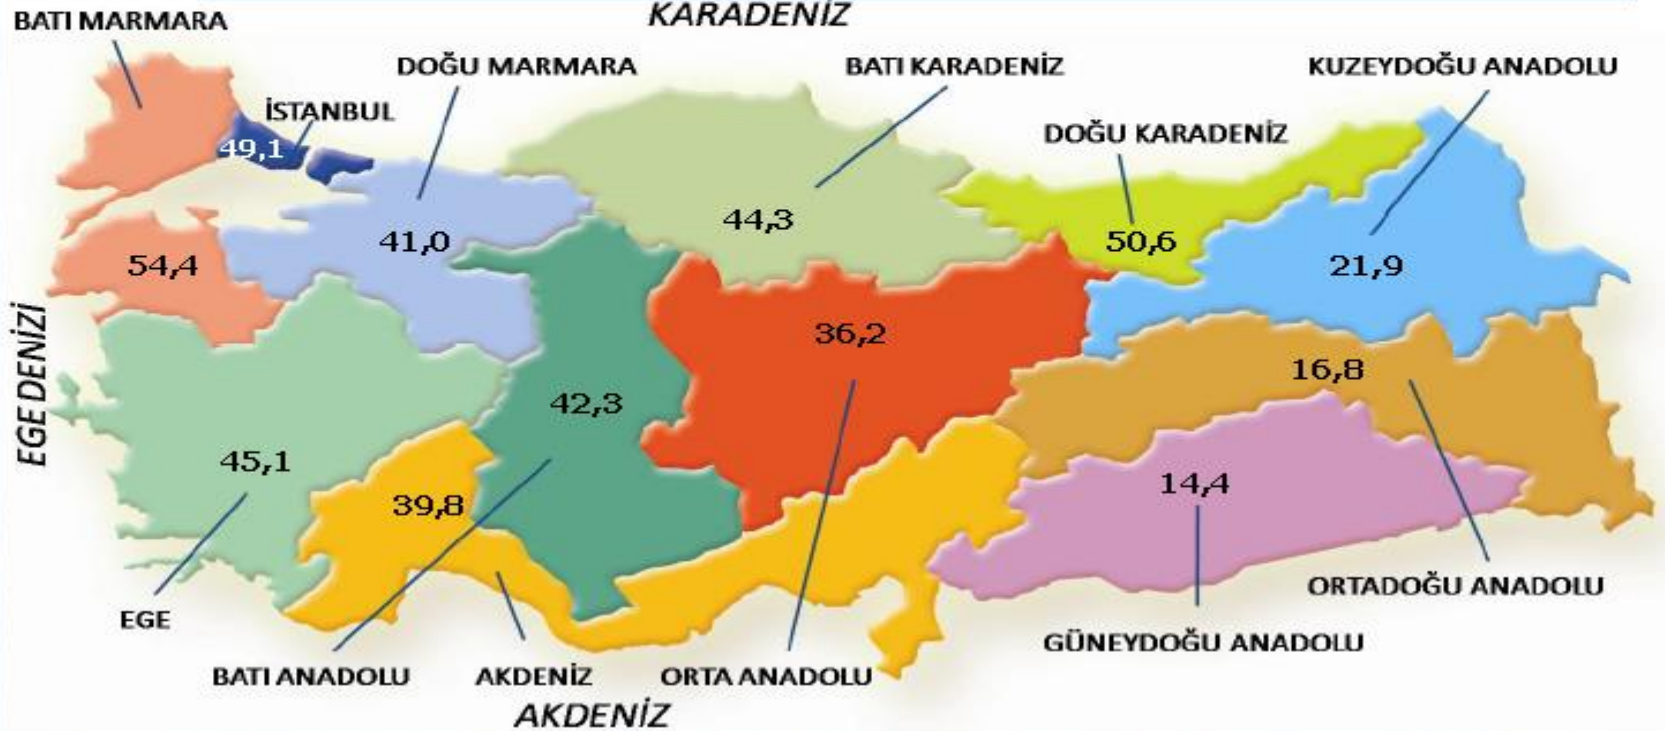 KARADENİZ
BATI MARMARA
DOĞU MARMARA
BATI KARADENİZ
KUZEYDOĞU ANADOLU
İSTANBUL
DOĞU KARADENİZ
49,1
44,3
41,0
50,6
54,4
21,9
EGE DENİZİ
36,2
16,8
42,3
45,1
39,8
14,4
ORTADOĞU ANADOLU
EGE
GÜNEYDOĞU ANADOLU
BATI ANADOLU
AKDENİZ
ORTA ANADOLU
AKDENİZ